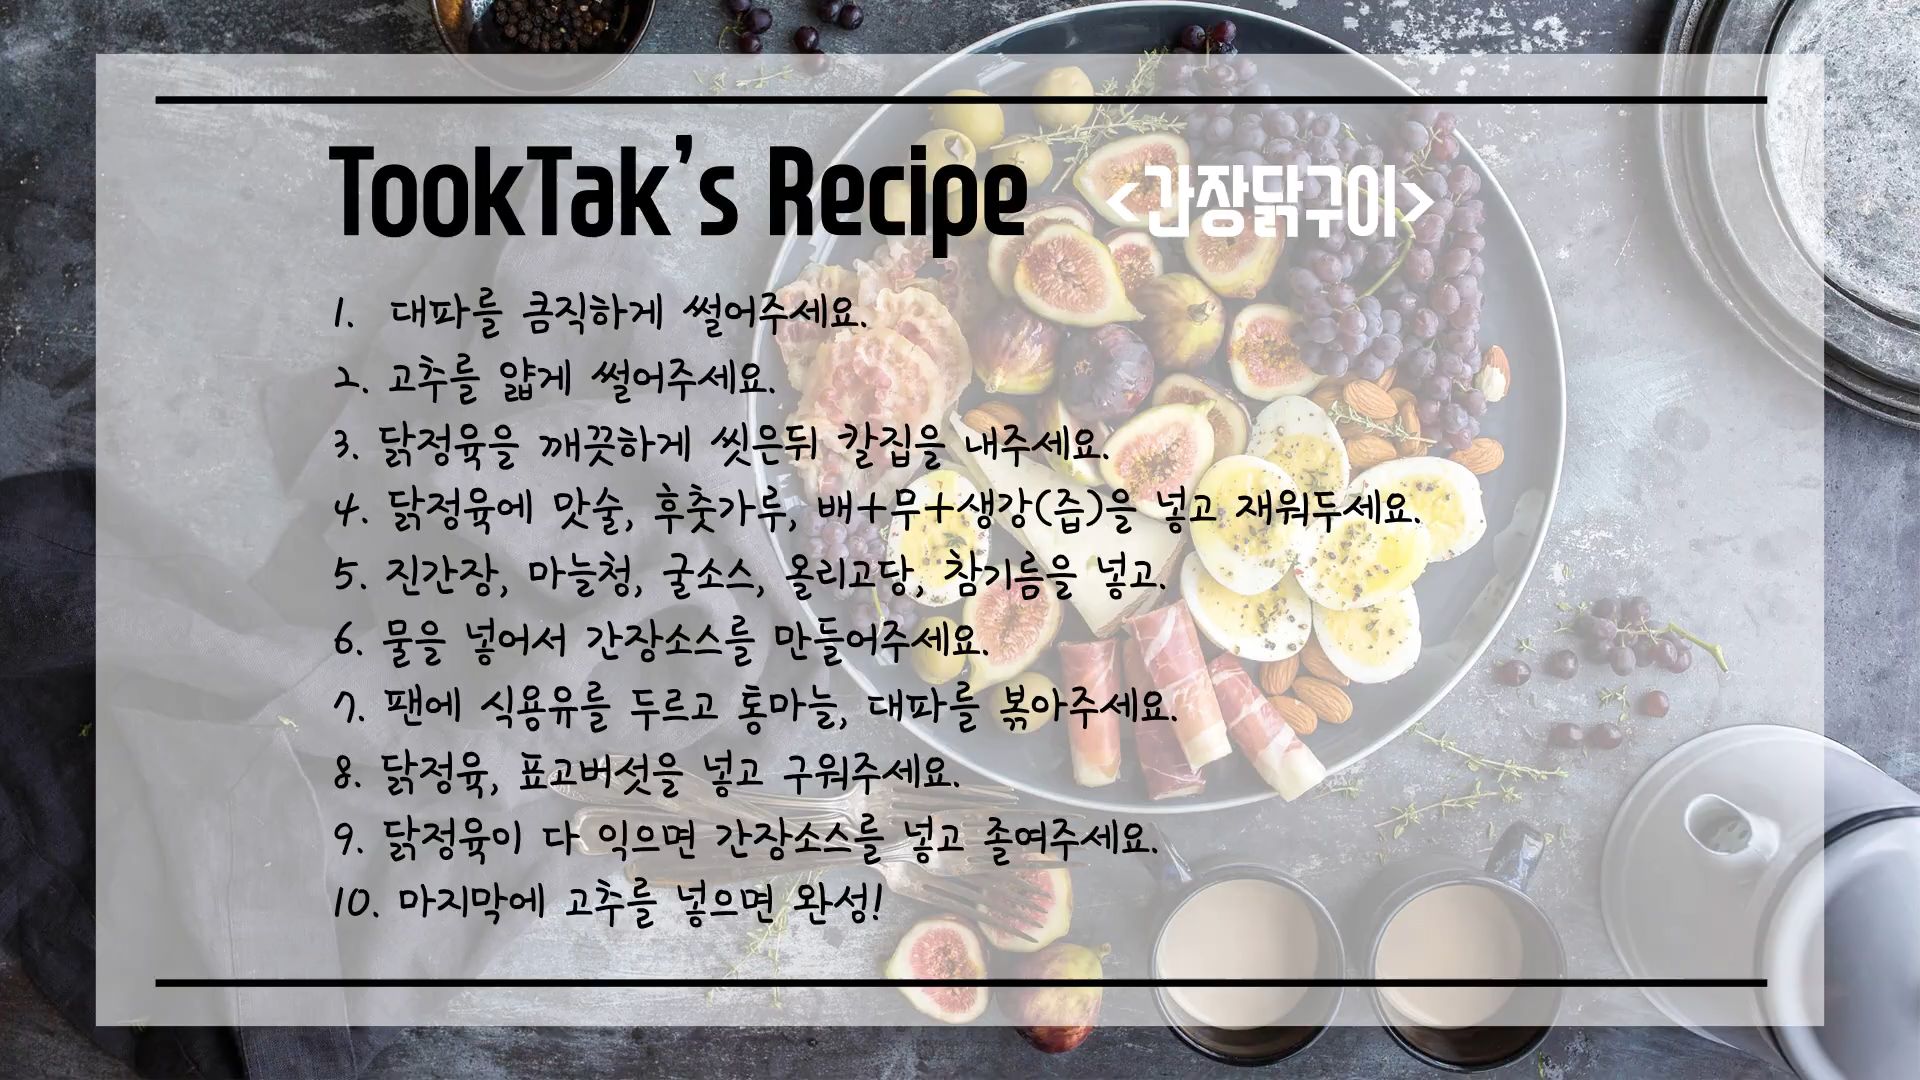 TookTak's Recipe <간장닭구이>
1. 대파를 큼직하게 썰어주세요.
2. 고추를 얇게 썰어주세요.
3. 닭정육을 깨끗하게 씻은뒤 칼집을 내주세요.
4. 닭정육에 맛술, 후춧가루, 배+무+생강(즙)을 넣고 재워두세요.
5. 진간장, 마늘청, 굴소스, 올리고당, 참기름을 넣고.
6. 물을 넣어서 간장소스를 만들어주세요.
7. 팬에 식용유를 두르고 통마늘, 대파를 볶아주세요.
8. 닭정육, 표고버섯을 넣고 구워주세요.
9. 닭정육이 다 익으면 간장소스를 넣고 졸여주세요.
10. 마지막에 고추를 넣으면 완성!